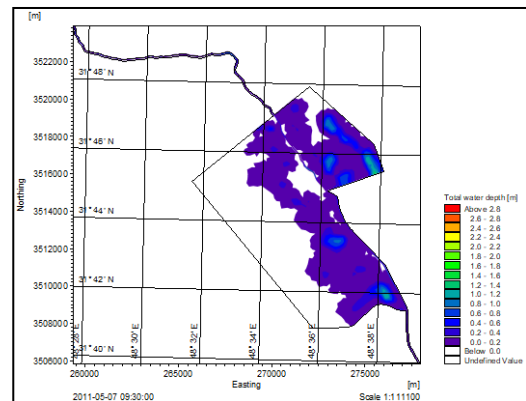 [m]
3522000
3520000
3518000
3516000
3514000
3512000
3510000
3508000
3506000
Northing
31°48' N
31°46' N
31°44' N
31°42' N
31°40' N
48°28' E
48°30' E
48°32' E
48°34' E
48°36' E
48°38' E
260000
265000
270000
275000
Easting
[m]
2011-05-07 09:30:00
Scale 1:111100
Total water depth [m]
Above 2.8
2.6 - 2.8
2.4 - 2.6
2.2 - 2.4
2.0 - 2.2
1.8 - 2.0
1.6 - 1.8
1.4 - 1.6
1.2 - 1.4
1.0 - 1.2
0.8 - 1.0
0.6 - 0.8
0.4 - 0.6
0.2 - 0.4
0.0 - 0.2
Below 0.0
Undefined Value